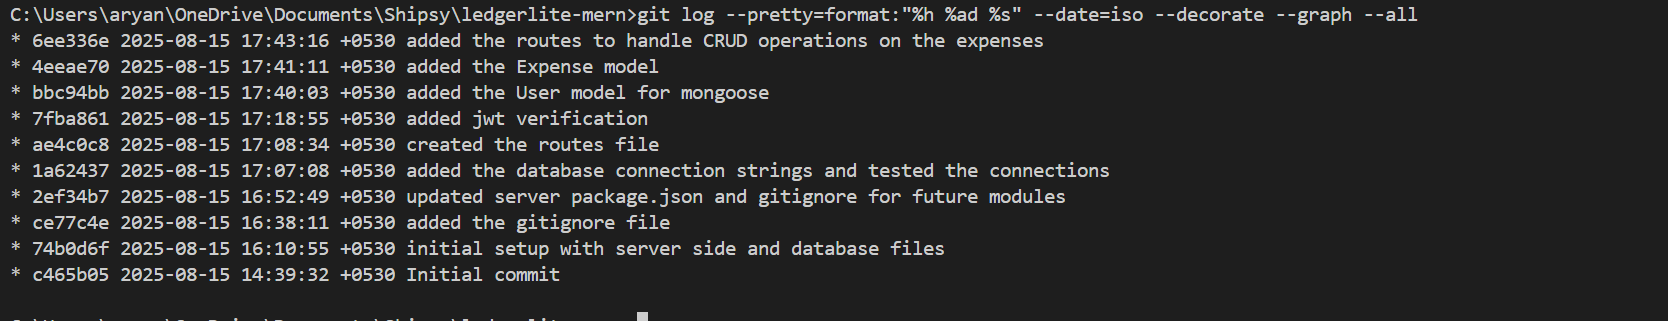 C:\Users\aryan\OneDrive\Documents\Shipsy\ledgerlite-mern>git log --pretty=format:"%h %ad %s" --date=iso --decorate --graph --all
* 6ee336e 2025-08-15 17:43:16 +0530 added the routes to handle CRUD operations on the expenses
* 4eeae70 2025-08-15 17:41:11 +0530 added the Expense model
* bbc94bb 2025-08-15 17:40:03 +0530 added the User model for mongoose
* 7fba861 2025-08-15 17:18:55 +0530 added jwt verification
* ae4c0c8 2025-08-15 17:08:34 +0530 created the routes file
* 1a62437 2025-08-15 17:07:08 +0530 added the database connection strings and tested the connections
* 2ef34b7 2025-08-15 16:52:49 +0530 updated server package.json and gitignore for future modules
* ce77c4e 2025-08-15 16:38:11 +0530 added the gitignore file
* 74b0d6f 2025-08-15 16:10:55 +0530 initial setup with server side and database files
* c465b05 2025-08-15 14:39:32 +0530 Initial commit